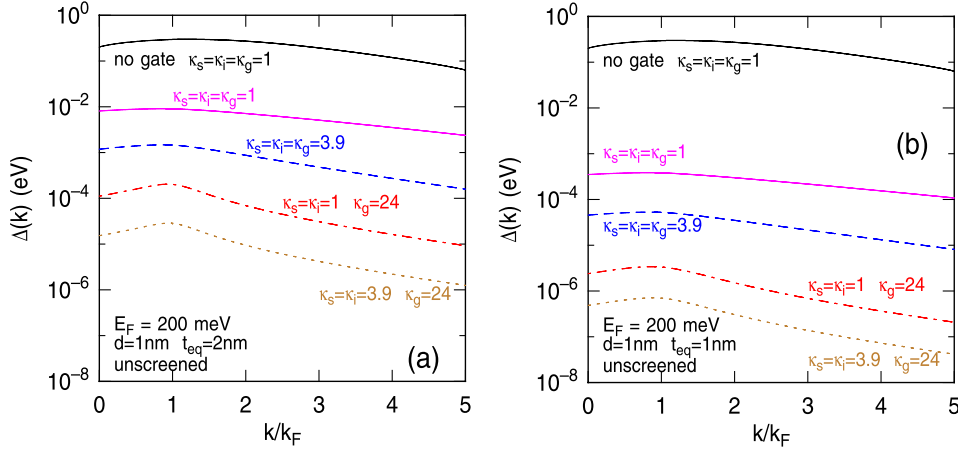 10⁰
10⁻²
10⁻⁴
10⁻⁶
10⁻⁸
Δ(k) (eV)
no gate κs=κi=κg=1
κs=κi=κg=1
κs=κi=κg=3.9
κs=κi=1 κg=24
κs=κi=3.9 κg=24
EF = 200 meV
d=1nm teq=2nm
unscreened
(a)
0 1 2 3 4 5
k/kF
10⁰
10⁻²
10⁻⁴
10⁻⁶
10⁻⁸
Δ(k) (eV)
no gate κs=κi=κg=1
(b)
κs=κi=κg=1
κs=κi=κg=3.9
κs=κi=1 κg=24
EF = 200 meV
d=1nm teq=1nm
unscreened
κs=κi=3.9 κg=24
0 1 2 3 4 5
k/kF